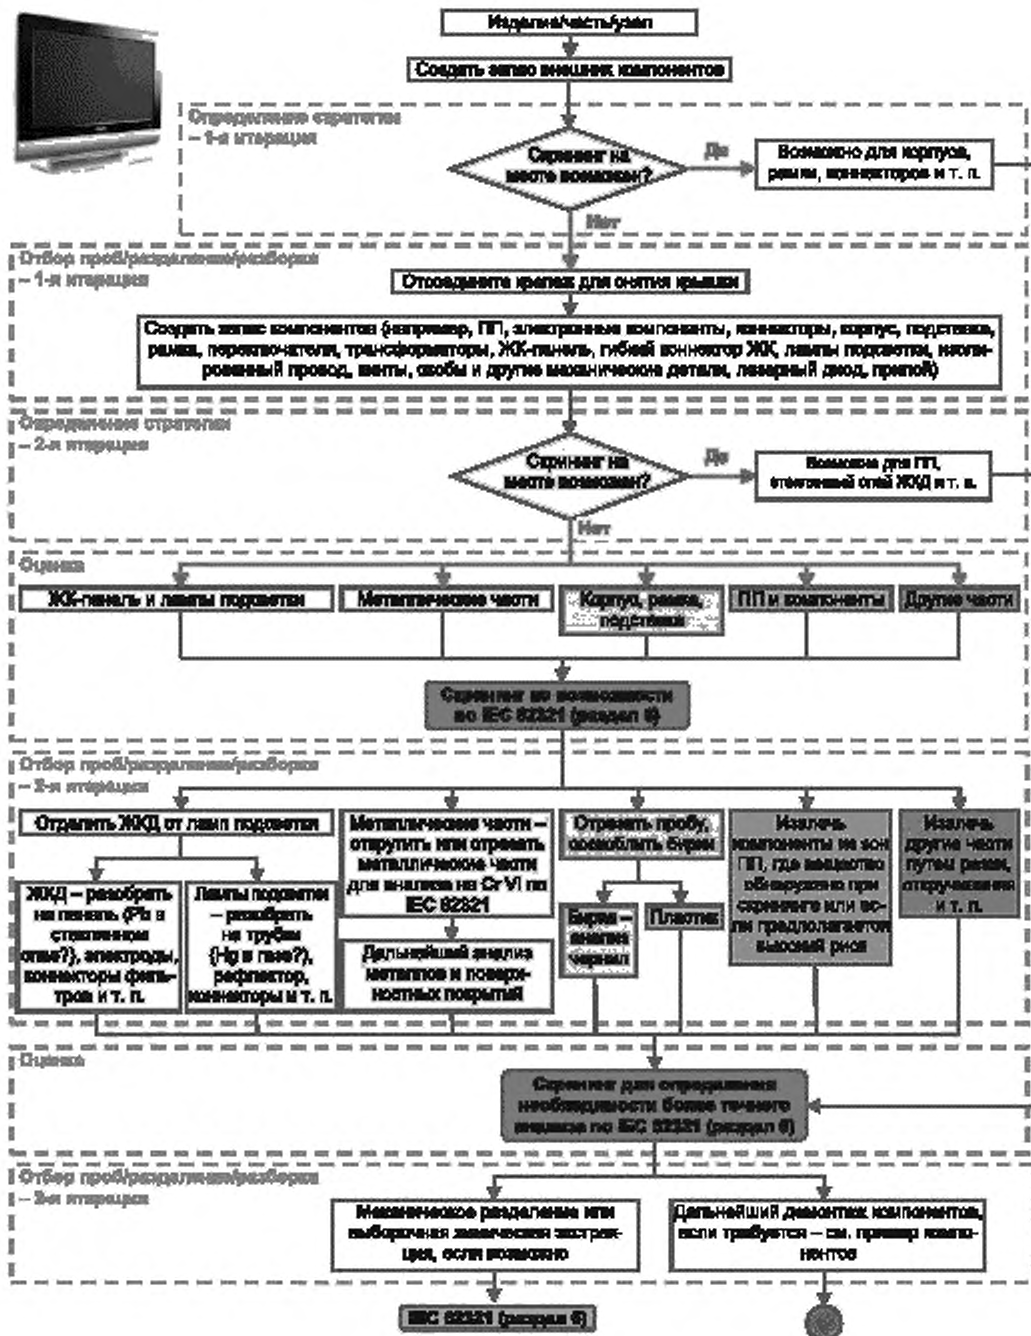 Изделие/часть/узел
Создать запас внешних компонентов
Определение стратегии
– 1-я итерация
Скрининг на
месте возможен?
Да
Возможно для корпуса,
рамки, коннекторов и т. п.
Нет
Отбор проб/разделение/разборка
– 1-я итерация
Отсоедините крепеж для снятия крышки
Создать запас компонентов (например, ПП, электронные компоненты, коннекторы, корпус, подставка,
рамка, переключатели, трансформаторы, ЖК-панель, гибкий коннектор ЖК, лампы подсветки, изоли-
рованный провод, винты, скобы и другие механические детали, лазерный диод, припой)
Определение стратегии
– 2-я итерация
Скрининг на
месте возможен?
Да
Возможно для ПП,
стеклянный слой ЖКД и т. п.
Нет
Оценка
ЖК-панель и лампы подсветки
Металлические части
Корпус, рамка,
подставка
ПП и компоненты
Другие части
Скрининг по возможности
по IEC 62321 (раздел 6)
Отбор проб/разделение/разборка
– 2-я итерация
Отделить ЖКД от ламп подсветки
Металлические части –
открутить или отрезать
металлические части
для анализа на Cr VI по
IEC 62321
Отрезать пробу,
соскоблить бирки
Извлечь
компоненты из зон
ПП, где вещество
обнаружено при
скрининге или ес-
ли предполагается
высокий риск
Извлечь
другие части
путем резки,
откручивания
и т. п.
ЖКД – разобрать
на панель (Pb в
стеклянном
слое?), электроды,
коннекторы филь-
тров и т. п.
Лампы подсветки
– разобрать
на трубки
(Hg в газе?),
рефлектор,
коннекторы и т. п.
Дальнейший анализ
металлов и поверх-
ностных покрытий
Бирка –
анализ
чернил
Пластик
Оценка
Скрининг для определения
необходимости более точного
анализа по IEC 62321 (раздел 6)
Отбор проб/разделение/разборка
– 3-я итерация
Механическое разделение или
выборочная химическая экстрак-
ция, если возможно
Дальнейший демонтаж компонентов,
если требуется – см. пример компо-
нентов
IEC 62321 (раздел 6)